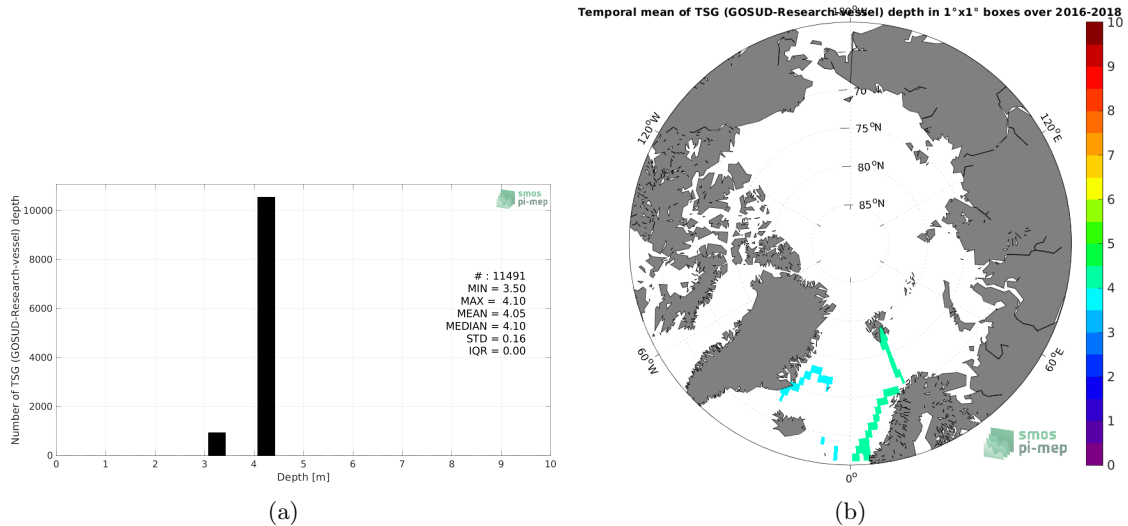 Temporal mean of TSG (GOSUD-Research-vessel) depth in 1°x1° boxes over 2016-2018
180°W
120°W
60°W
0°
60°E
120°E
70
75°N
80°N
85°N
10
9
8
7
6
5
4
3
2
1
0
smos
pi-mep
Number of TSG (GOSUD-Research-vessel) depth
10000
8000
6000
4000
2000
0
smos
pi-mep
# : 11491
MIN = 3.50
MAX = 4.10
MEAN = 4.05
MEDIAN = 4.10
STD = 0.16
IQR = 0.00
0 1 2 3 4 5 6 7 8 9 10
Depth [m]
(a)
(b)